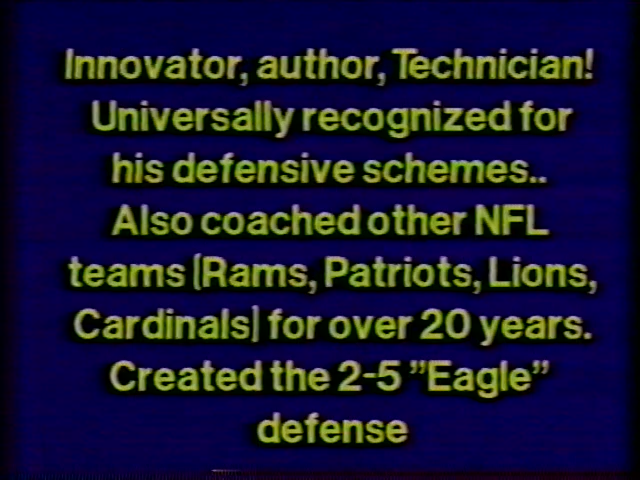 Innovator, author, Technician!
Universally recognized for
his defensive schemes..
Also coached other NFL
teams (Rams, Patriots, Lions,
Cardinals) for over 20 years.
Created the 2-5 ”Eagle”
defense